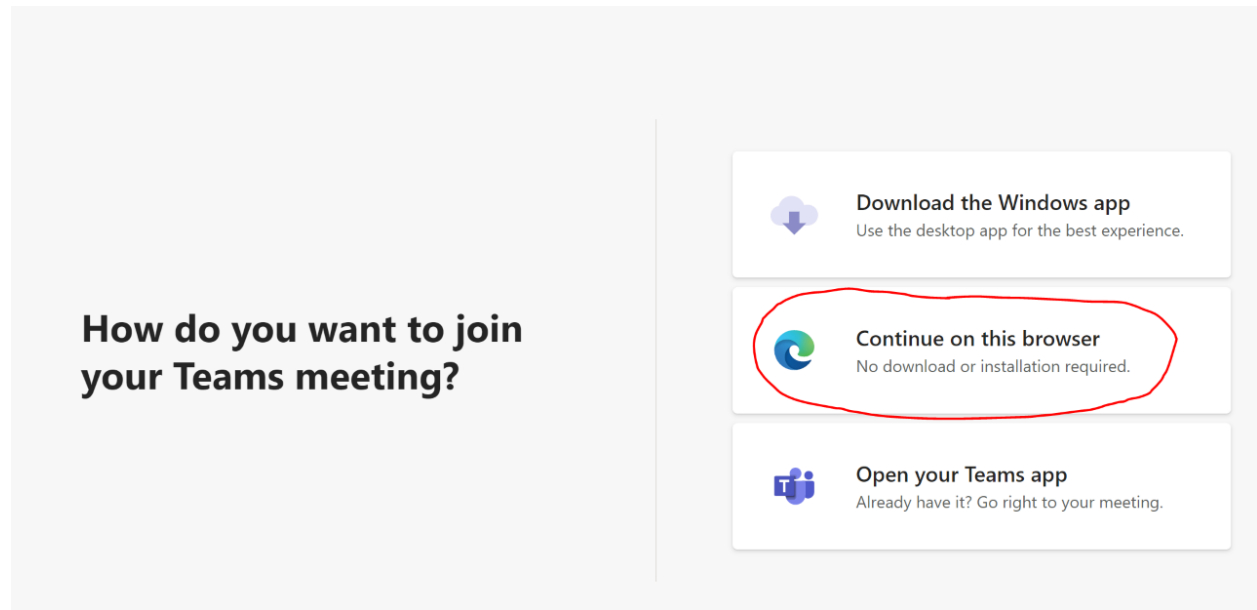 How do you want to join
your Teams meeting?
Download the Windows app
Use the desktop app for the best experience.
Continue on this browser
No download or installation required.
T
Open your Teams app
Already have it? Go right to your meeting.